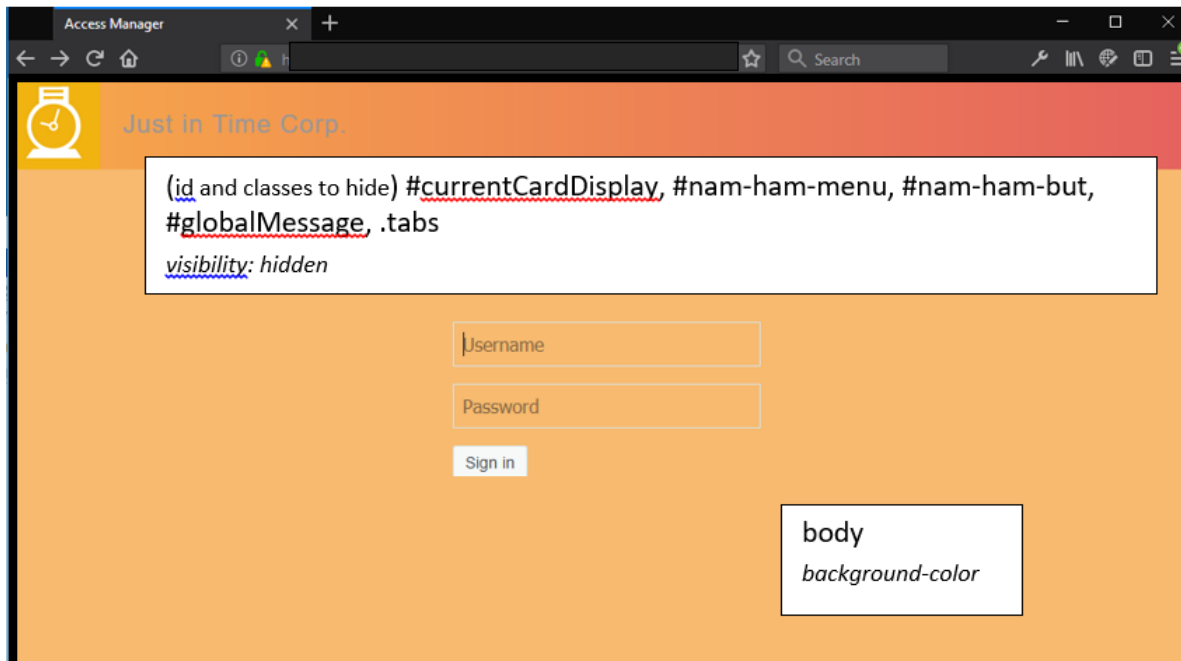 Access Manager
h
Search
Just in Time Corp.
(id and classes to hide) #currentCardDisplay, #nam-ham-menu, #nam-ham-but,
#globalMessage, .tabs
visibility: hidden
Username
Password
Sign in
body
background-color